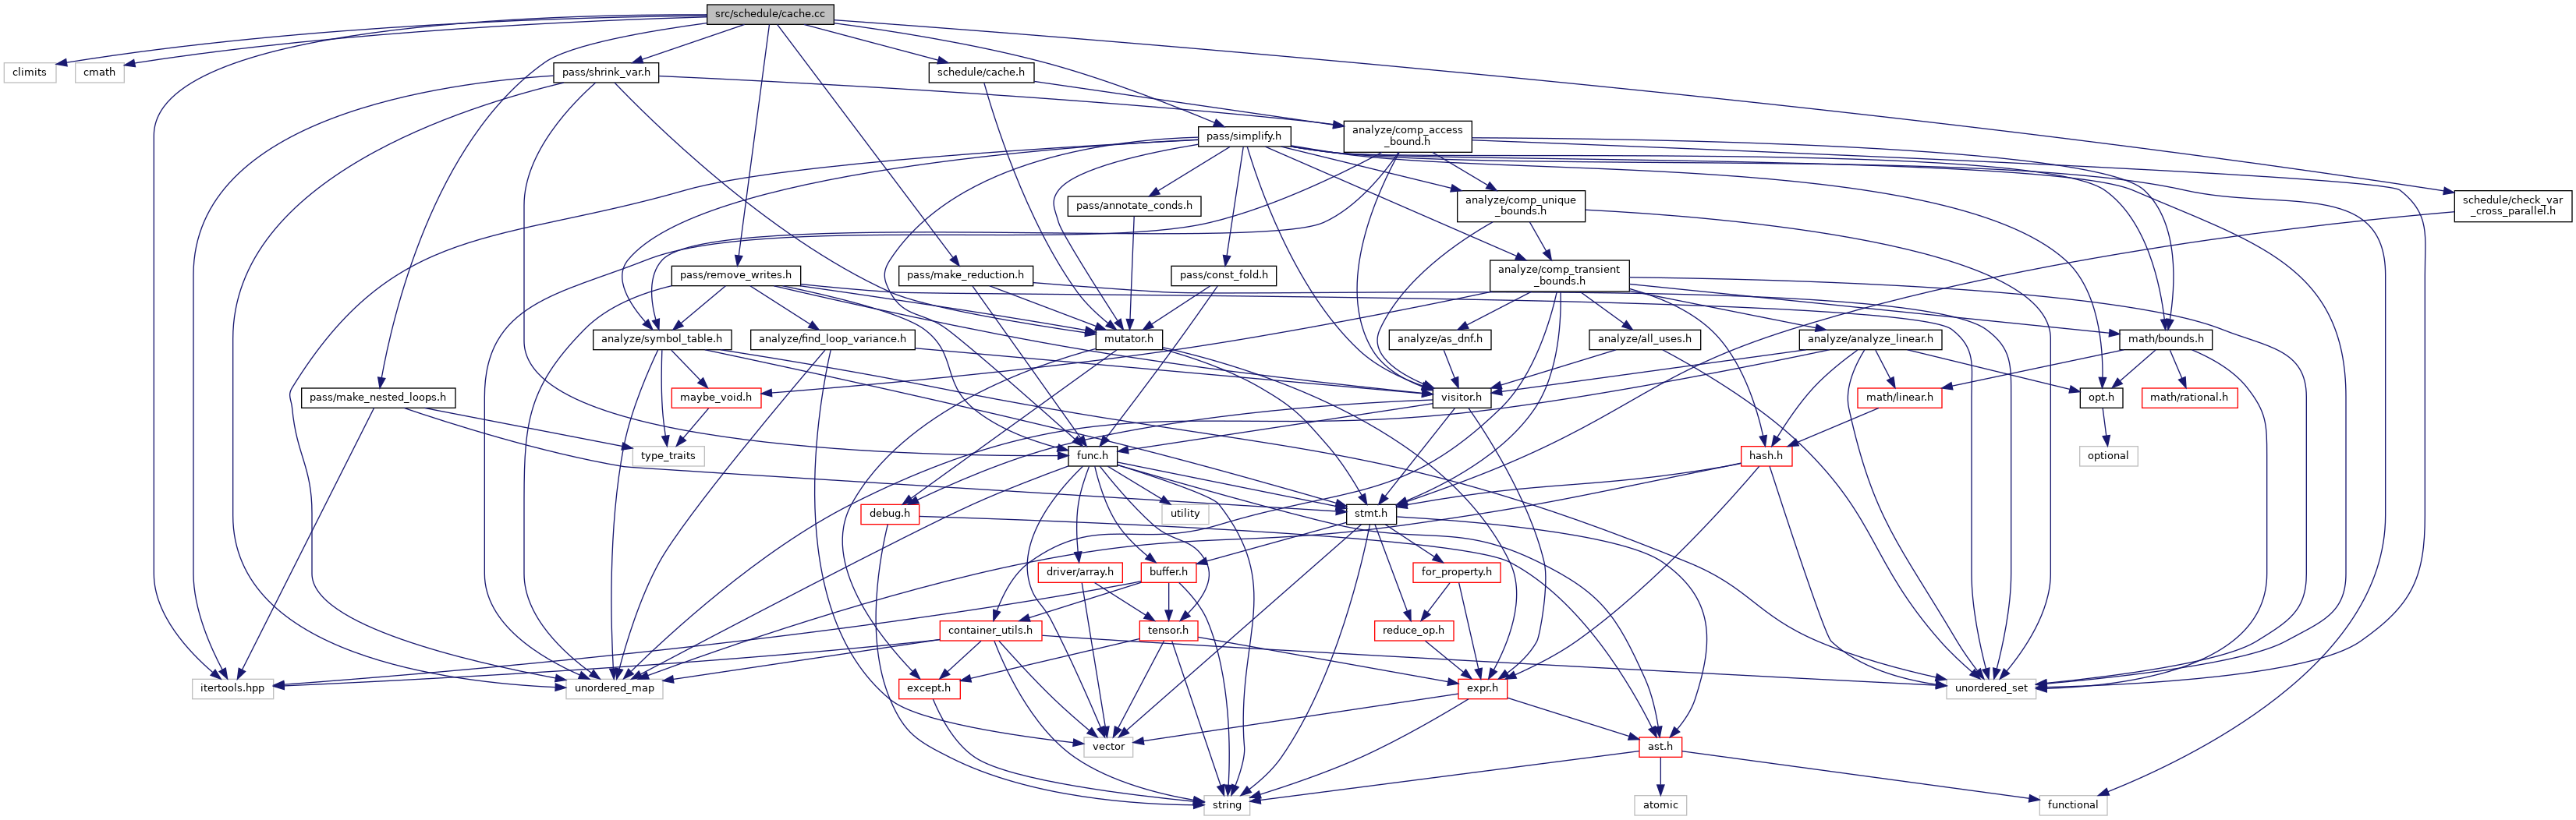 src/schedule/cache.cc
climits
cmath
pass/shrink_var.h
schedule/cache.h
pass/simplify.h
analyze/comp_access
_bound.h
pass/annotate_conds.h
analyze/comp_unique
_bounds.h
schedule/check_var
_cross_parallel.h
pass/remove_writes.h
pass/make_reduction.h
pass/const_fold.h
analyze/comp_transient
_bounds.h
analyze/symbol_table.h
analyze/find_loop_variance.h
mutator.h
analyze/as_dnf.h
analyze/all_uses.h
analyze/analyze_linear.h
math/bounds.h
pass/make_nested_loops.h
maybe_void.h
visitor.h
math/linear.h
opt.h
math/rational.h
type_traits
func.h
hash.h
optional
debug.h
utility
stmt.h
driver/array.h
buffer.h
for_property.h
container_utils.h
tensor.h
reduce_op.h
itertools.hpp
unordered_map
except.h
expr.h
unordered_set
vector
ast.h
string
atomic
functional